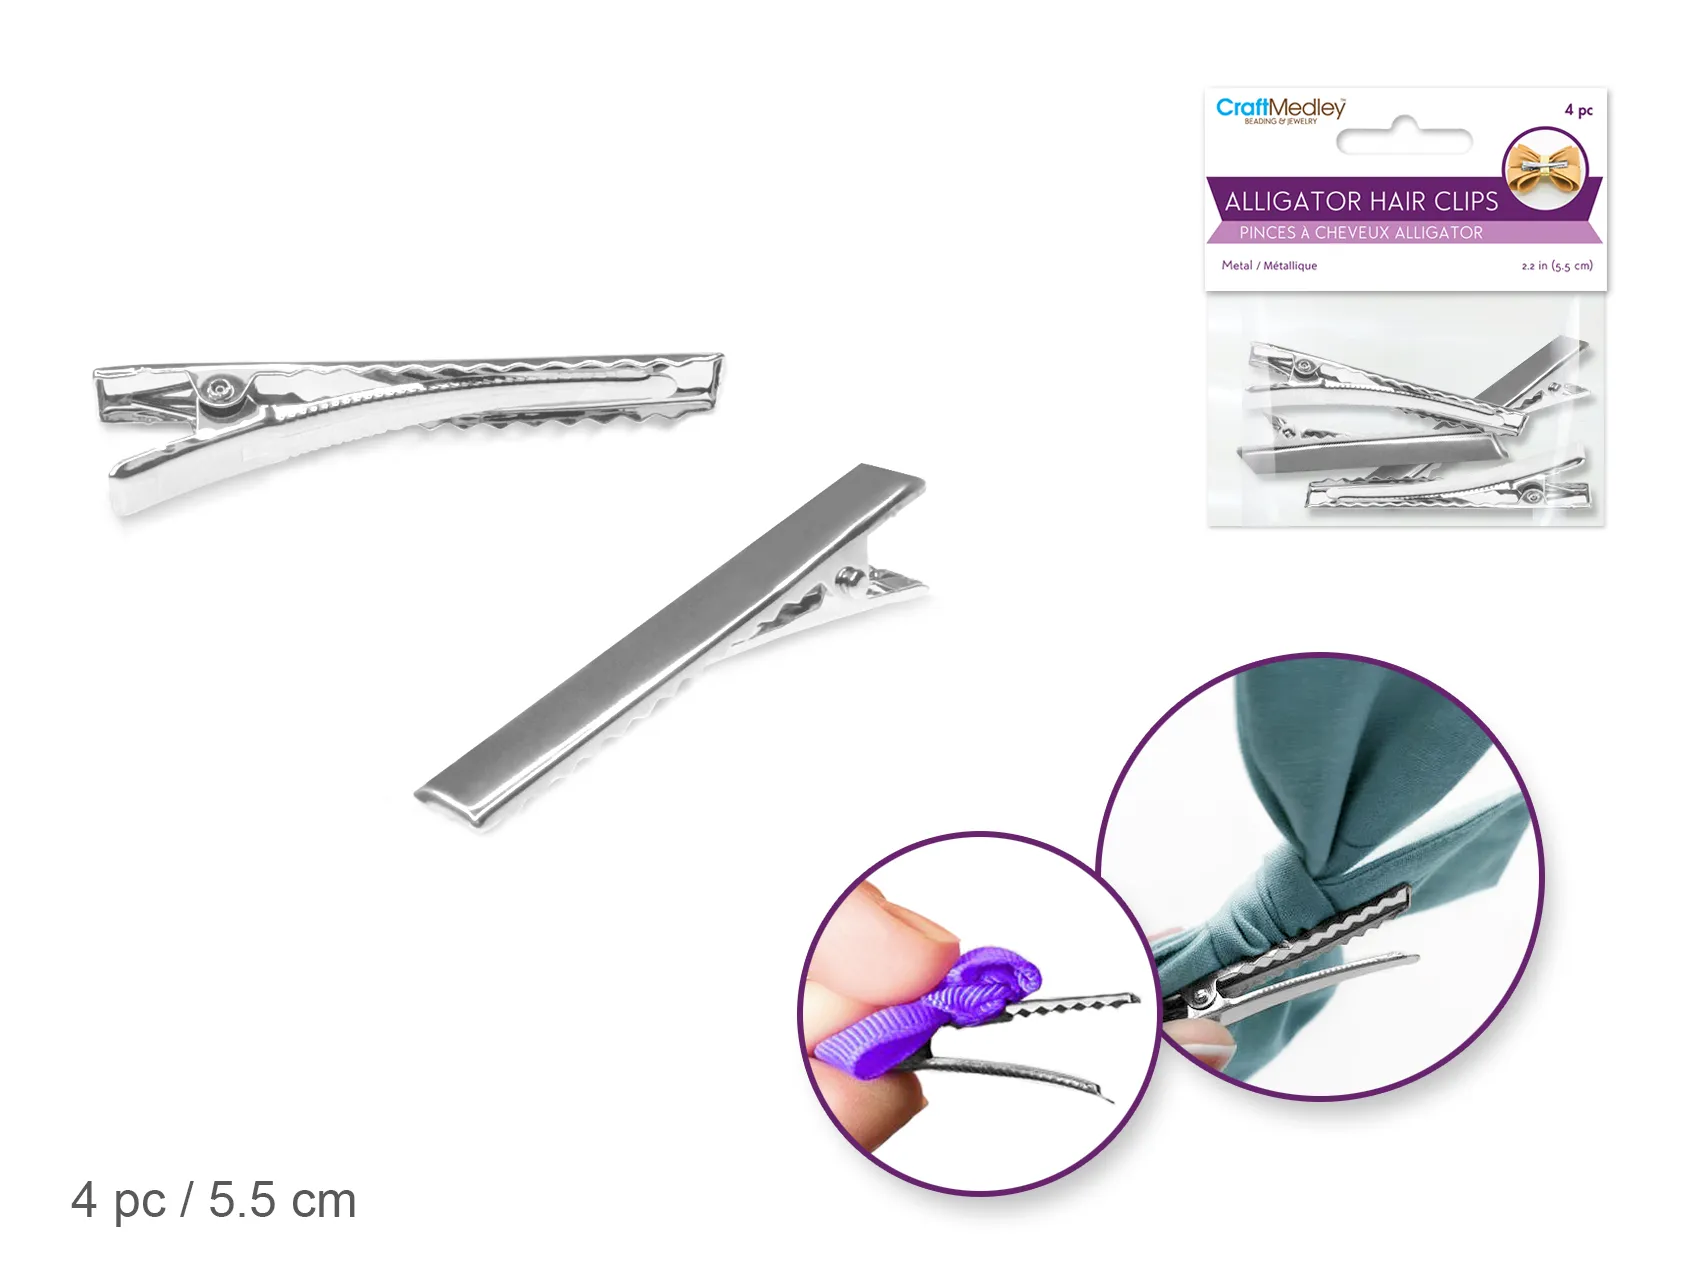 CraftMedley™
BEADING & JEWELRY
4 pc
ALLIGATOR HAIR CLIPS
PINCES À CHEVEUX ALLIGATOR
Metal / Métallique
2.2 in (5.5 cm)
4 pc / 5.5 cm